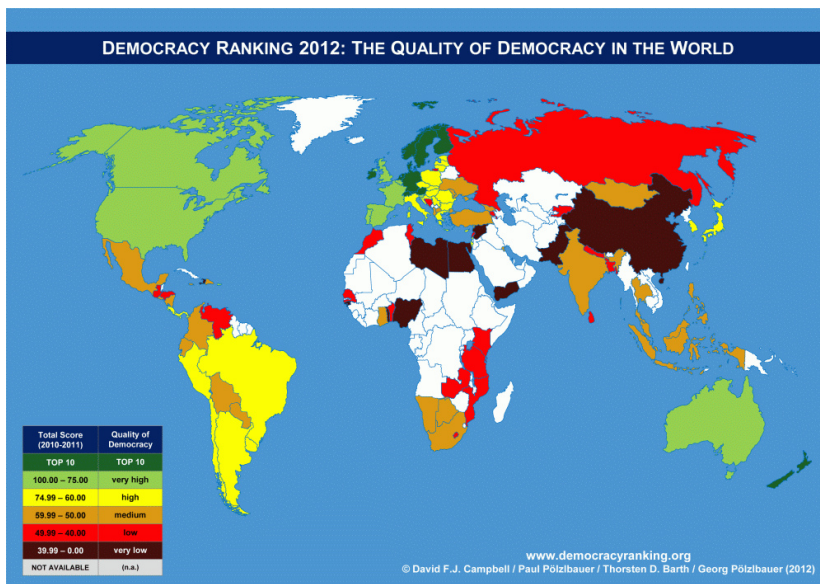 DEMOCRACY RANKING 2012: THE QUALITY OF DEMOCRACY IN THE WORLD
Total Score Quality of
(2010-2011) Democracy
TOP 10 TOP 10
100.00 – 75.00 very high
74.99 – 60.00 high
59.99 – 50.00 medium
49.99 – 40.00 low
39.99 – 0.00 very low
NOT AVAILABLE (n.a.)
www.democracyranking.org
© David F.J. Campbell / Paul Pölzlbauer / Thorsten D. Barth / Georg Pölzlbauer (2012)